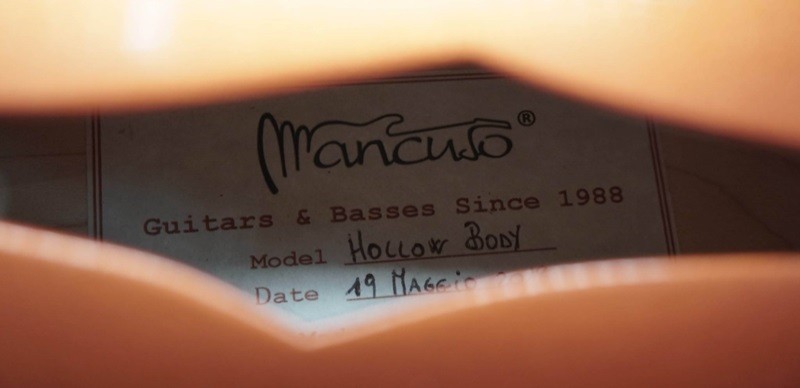 Mancuso®
Guitars & Basses Since 1988
Model Hollow Body
Date 19 Maggio